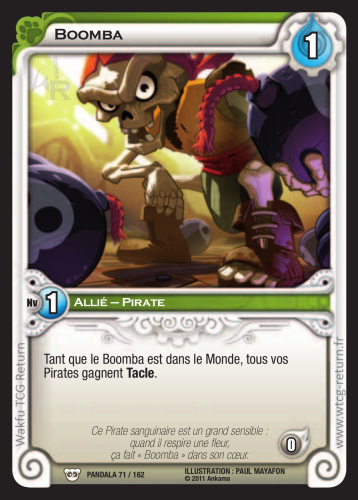 BOOMBA
1
R
Nv 1 ALLIÉ – PIRATE
Tant que le Boomba est dans le Monde, tous vos
Pirates gagnent Tacle.
Ce Pirate sanguinaire est un grand sensible :
quand il respire une fleur,
ça fait « Boomba » dans son cœur.
0
PANDALA 71 / 162
ILLUSTRATION : PAUL MAYAFON
© 2011 Ankama
Wakfu TCG Return
www.wtcg-return.fr